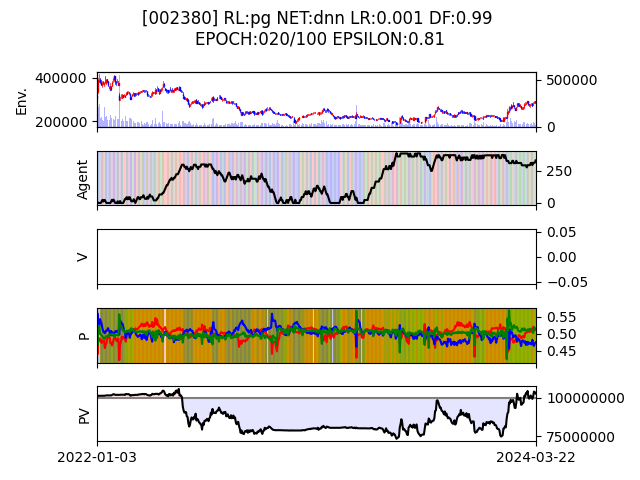 [002380] RL:pg NET:dnn LR:0.001 DF:0.99
EPOCH:020/100 EPSILON:0.81
Env.
400000
200000
500000
0
Agent
250
0
V
0.05
0.00
−0.05
P
0.55
0.50
0.45
PV
100000000
75000000
2022-01-03
2024-03-22